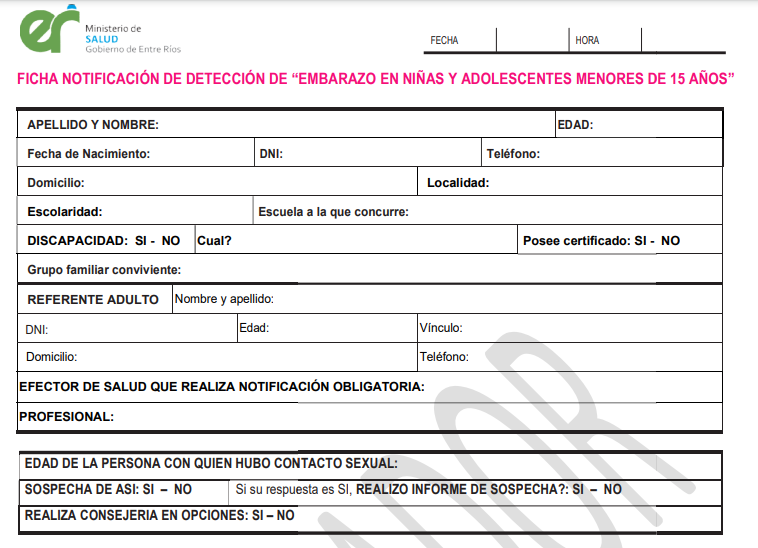 er
Ministerio de
SALUD
Gobierno de Entre Ríos
FECHA HORA
FICHA NOTIFICACIÓN DE DETECCIÓN DE “EMBARAZO EN NIÑAS Y ADOLESCENTES MENORES DE 15 AÑOS”
APELLIDO Y NOMBRE: EDAD:
Fecha de Nacimiento: DNI: Teléfono:
Domicilio: Localidad:
Escolaridad: Escuela a la que concurre:
DISCAPACIDAD: SI - NO Cual? Posee certificado: SI - NO
Grupo familiar conviviente:
REFERENTE ADULTO Nombre y apellido:
DNI: Edad: Vínculo:
Domicilio: Teléfono:
EFECTOR DE SALUD QUE REALIZA NOTIFICACIÓN OBLIGATORIA:
PROFESIONAL:
EDAD DE LA PERSONA CON QUIEN HUBO CONTACTO SEXUAL:
SOSPECHA DE ASI: SI – NO Si su respuesta es SI, REALIZO INFORME DE SOSPECHA?: SI – NO
REALIZA CONSEJERIA EN OPCIONES: SI – NO